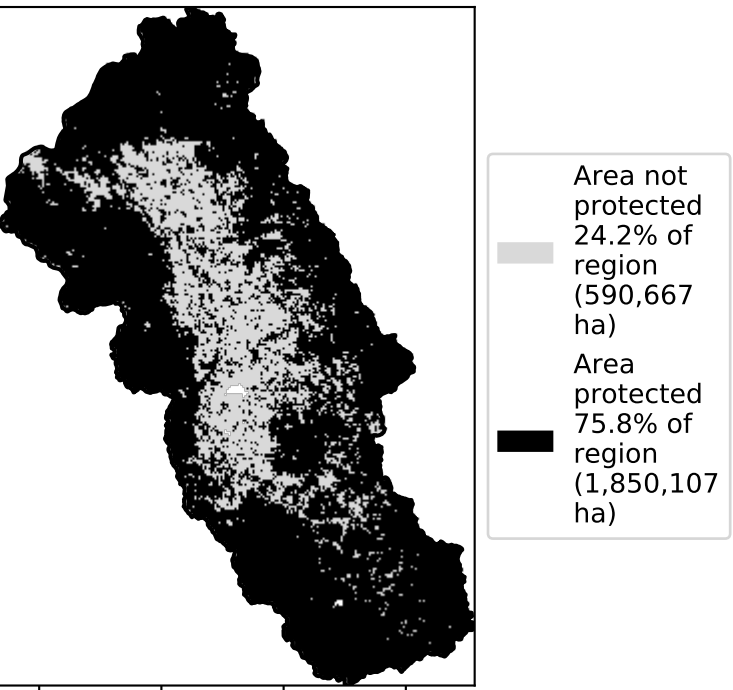 Area not
protected
24.2% of
region
(590,667
ha)
Area
protected
75.8% of
region
(1,850,107
ha)